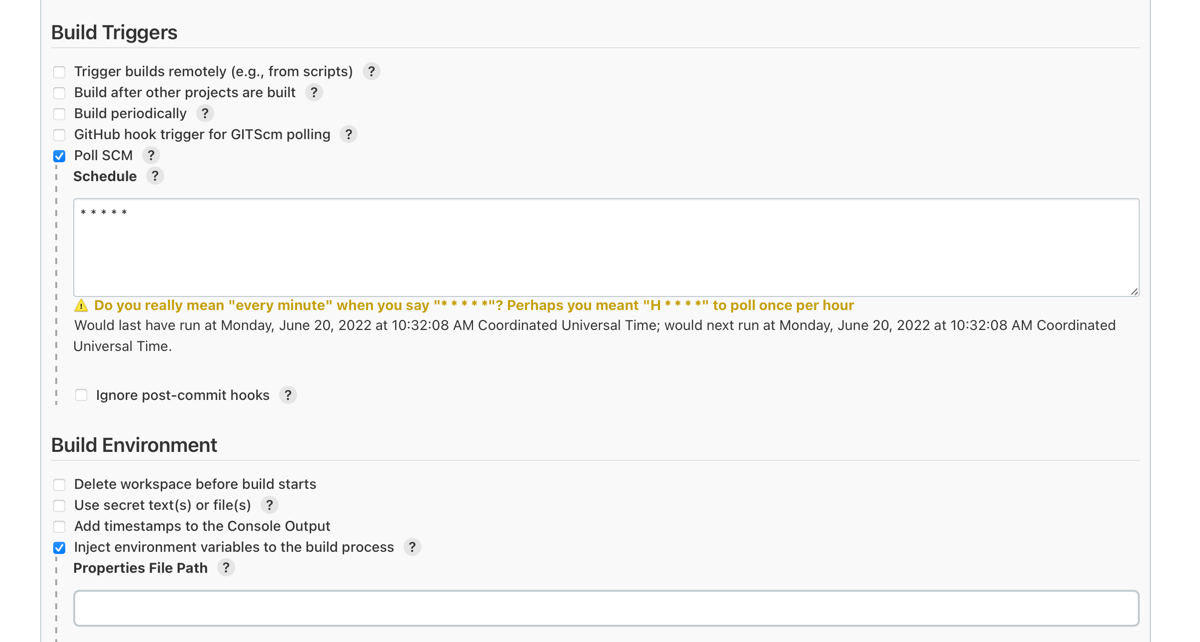 Build Triggers
Trigger builds remotely (e.g., from scripts) ?
Build after other projects are built ?
Build periodically ?
GitHub hook trigger for GITScm polling ?
Poll SCM ?
Schedule ?
* * * * *
Do you really mean "every minute" when you say "* * * * *"? Perhaps you meant "H * * * *" to poll once per hour
Would last have run at Monday, June 20, 2022 at 10:32:08 AM Coordinated Universal Time; would next run at Monday, June 20, 2022 at 10:32:08 AM Coordinated
Universal Time.
Ignore post-commit hooks ?
Build Environment
Delete workspace before build starts
Use secret text(s) or file(s) ?
Add timestamps to the Console Output
Inject environment variables to the build process ?
Properties File Path ?